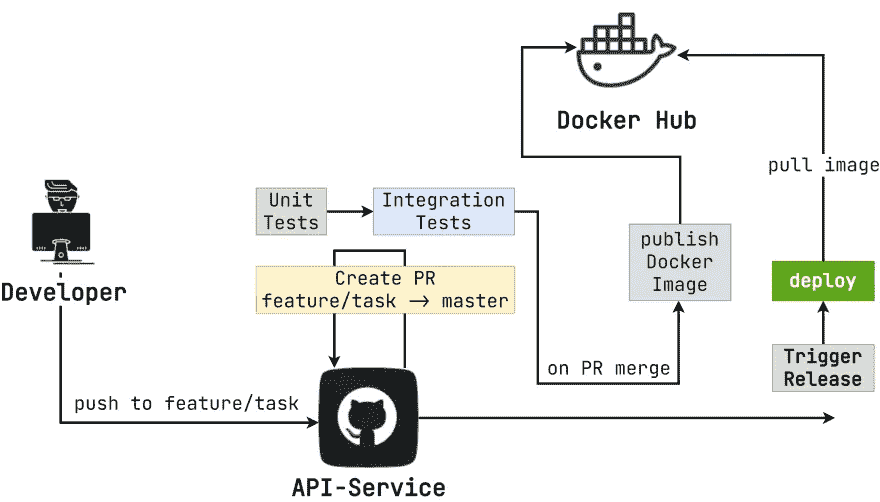 Docker Hub
pull image
Unit
Tests
Integration
Tests
publish
Docker
Image
Developer
Create PR
feature/task → master
deploy
on PR merge
Trigger
Release
push to feature/task
API-Service